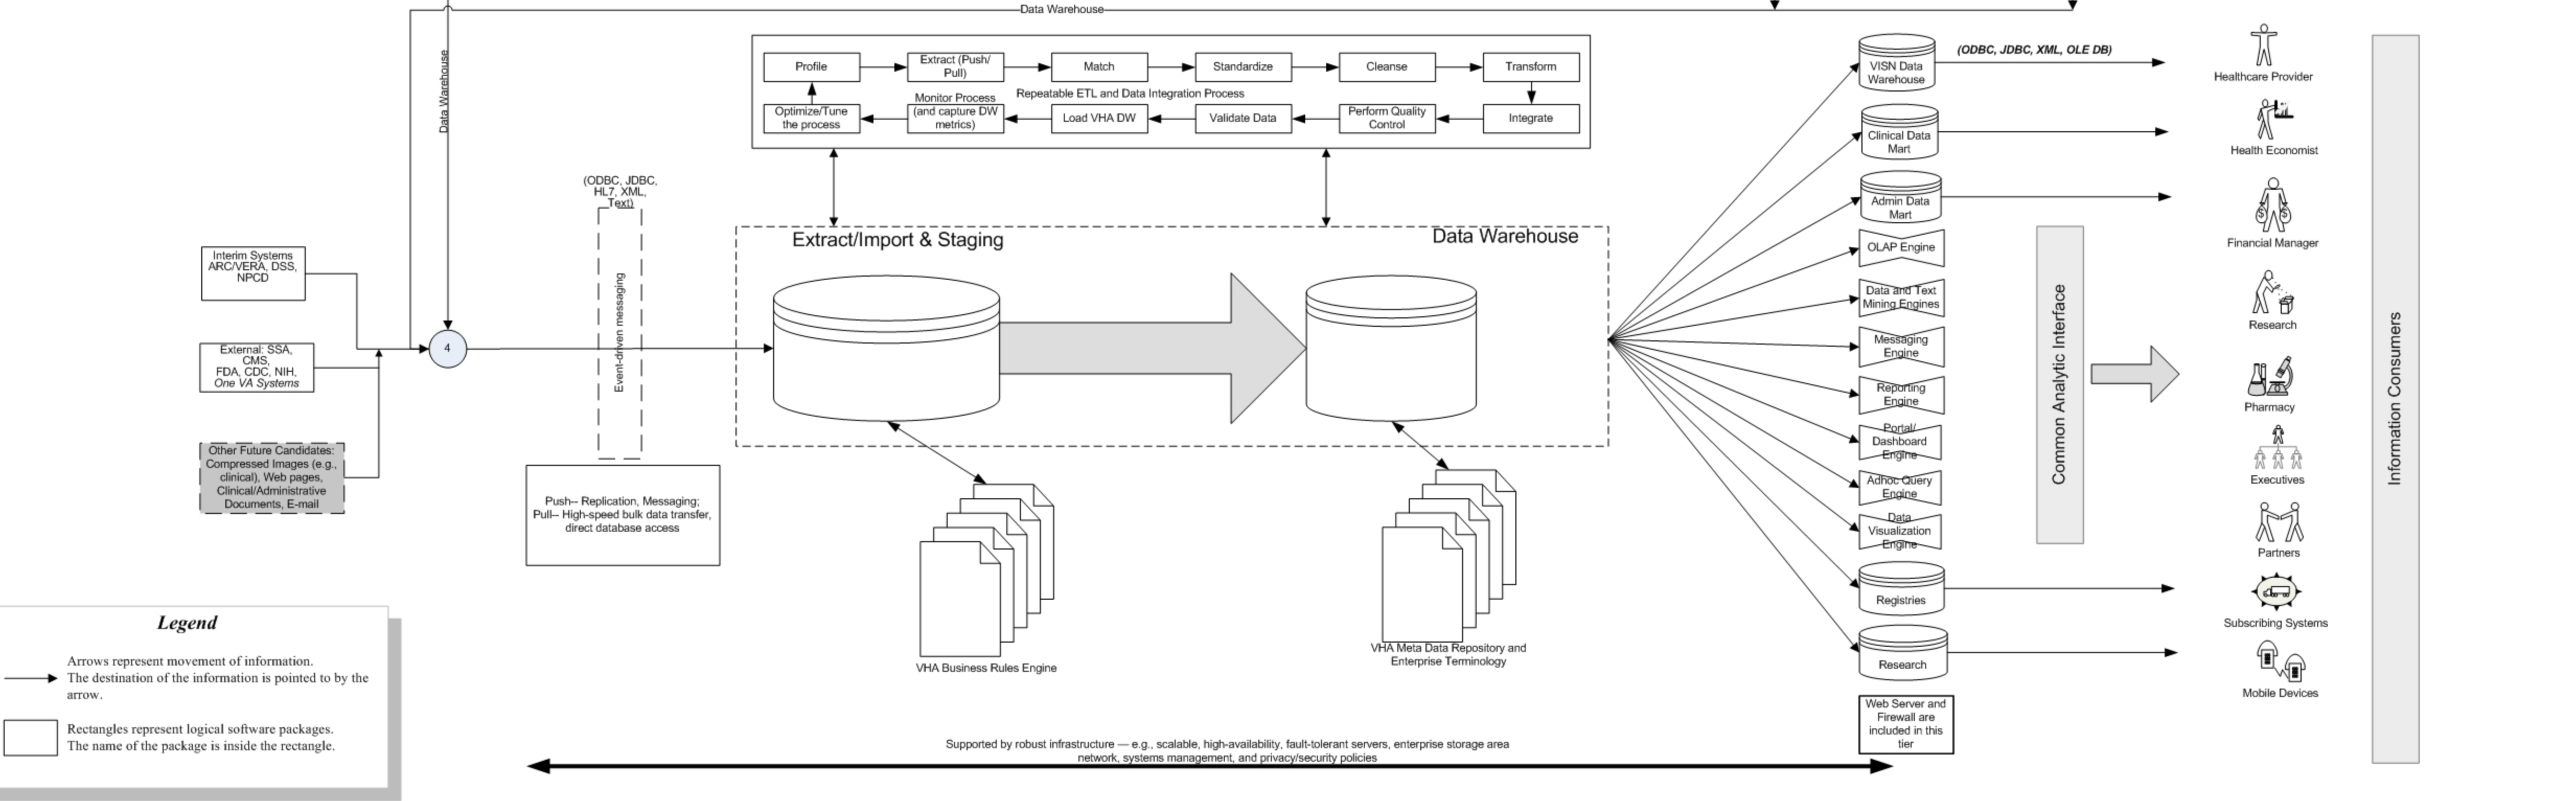 Data Warehouse
Data Warehouse
Profile
Extract (Push/
Pull)
Match
Standardize
Cleanse
Transform
Repeatable ETL and Data Integration Process
Optimize/Tune
the process
Monitor Process
(and capture DW
metrics)
Load VHA DW
Validate Data
Perform Quality
Control
Integrate
(ODBC, JDBC,
HL7, XML,
Text)
Event-driven messaging
Interim Systems
ARC/VERA, DSS,
NPCD
External: SSA,
CMS,
FDA, CDC, NIH,
One VA Systems
Other Future Candidates:
Compressed Images (e.g.,
clinical), Web pages,
Clinical/Administrative
Documents, E-mail
4
Push-- Replication, Messaging;
Pull-- High-speed bulk data transfer,
direct database access
Extract/Import & Staging
Data Warehouse
VHA Business Rules Engine
VHA Meta Data Repository and
Enterprise Terminology
VISN Data
Warehouse
(ODBC, JDBC, XML, OLE DB)
Clinical Data
Mart
Admin Data
Mart
OLAP Engine
Data and Text
Mining Engines
Messaging
Engine
Reporting
Engine
Portal/
Dashboard
Engine
Adhoc Query
Engine
Data
Visualization
Engine
Registries
Research
Web Server and
Firewall are
included in this
tier
Common Analytic Interface
Healthcare Provider
Health Economist
Financial Manager
Research
Pharmacy
Executives
Partners
Subscribing Systems
Mobile Devices
Information Consumers
Legend
Arrows represent movement of information.
The destination of the information is pointed to by the
arrow.
Rectangles represent logical software packages.
The name of the package is inside the rectangle.
Supported by robust infrastructure — e.g., scalable, high-availability, fault-tolerant servers, enterprise storage area
network, systems management, and privacy/security policies